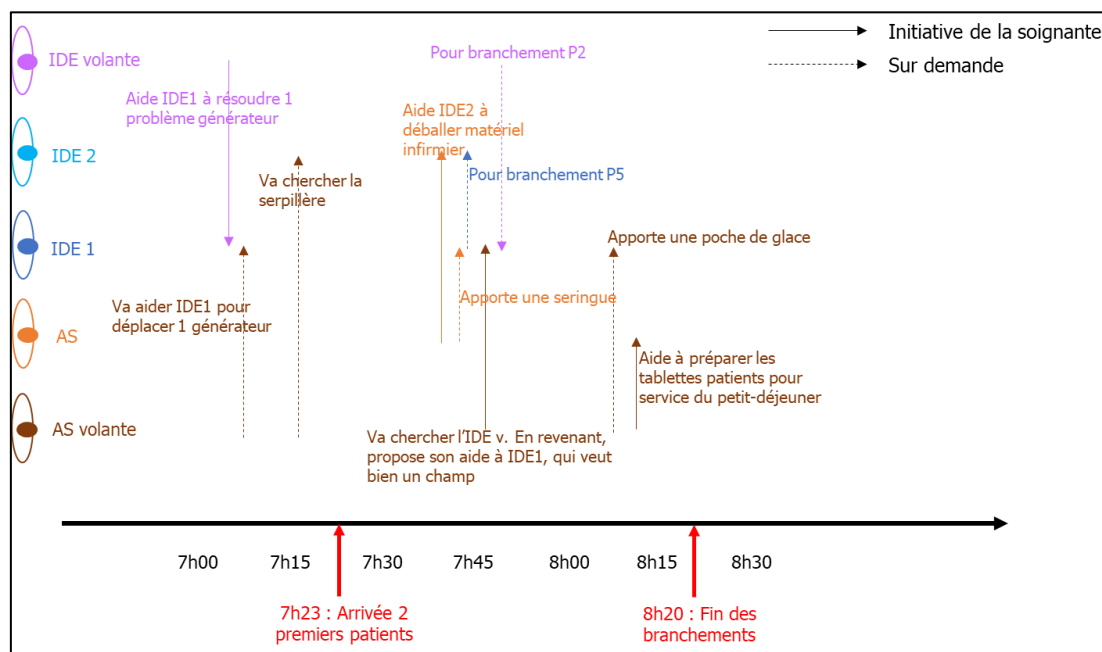 Initiative de la soignante
Sur demande
IDE volante
Pour branchement P2
Aide IDE1 à résoudre 1
problème générateur
Aide IDE2 à
déballer matériel
infirmier
IDE 2
Va chercher la
serpillère
Pour branchement P5
IDE 1
Apporte une poche de glace
Va aider IDE1 pour
déplacer 1 générateur
Apporte une seringue
AS
Aide à préparer les
tablettes patients pour
service du petit-déjeuner
AS volante
Va chercher l'IDE v. En revenant,
propose son aide à IDE1, qui veut
bien un champ
7h00
7h15
7h30
7h45
8h00
8h15
8h30
7h23 : Arrivée 2
premiers patients
8h20 : Fin des
branchements